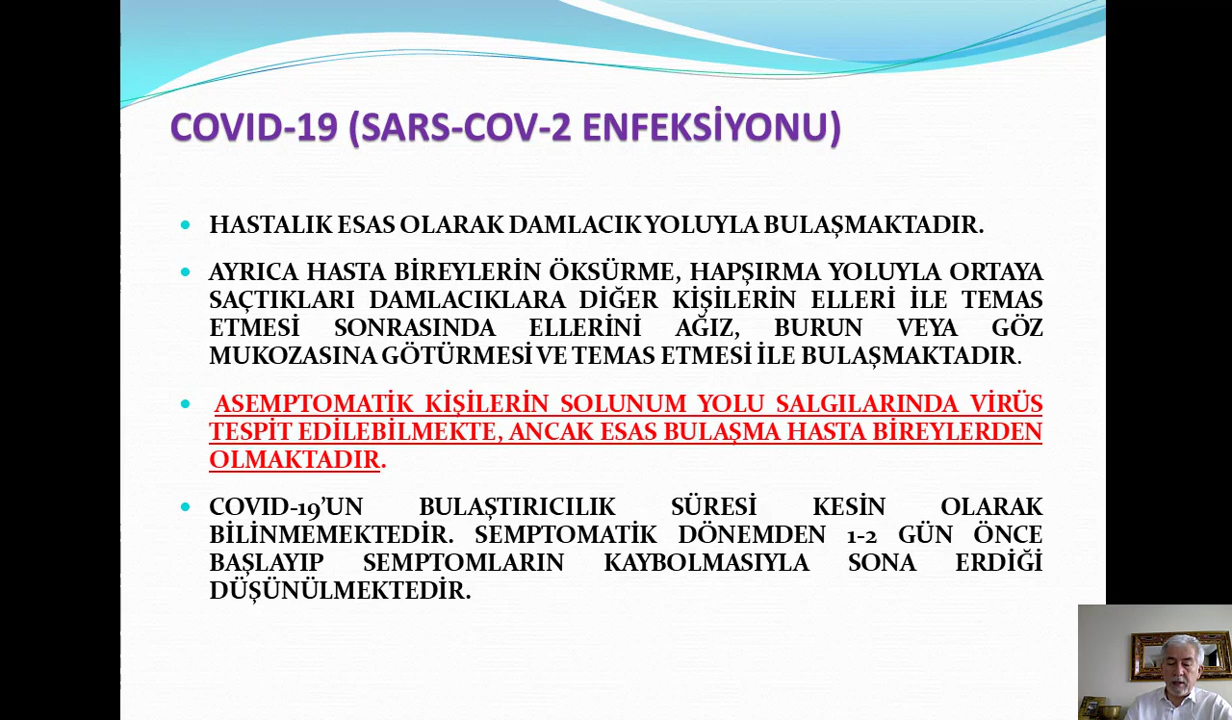 COVID-19 (SARS-COV-2 ENFEKSİYONU)
HASTALIK ESAS OLARAK DAMLACIK YOLUYLA BULAŞMAKTADIR.
AYRICA HASTA BİREYLERİN ÖKSÜRME, HAPŞIRMA YOLUYLA ORTAYA
SAÇTIKLARI DAMLACIKLARA DİĞER KİŞİLERİN ELLERİ İLE TEMAS
ETMESİ SONRASINDA ELLERİNİ AĞIZ, BURUN VEYA GÖZ
MUKOZASINA GÖTÜRMESİ VE TEMAS ETMESİ İLE BULAŞMAKTADIR.
ASEMPTOMATİK KİŞİLERİN SOLUNUM YOLU SALGILARINDA VİRÜS
TESPİT EDİLEBİLMEKTE, ANCAK ESAS BULAŞMA HASTA BİREYLERDEN
OLMAKTADIR.
COVID-19’UN BULAŞTIRICILIK SÜRESİ KESİN OLARAK
BİLİNMEMEKTEDİR. SEMPTOMATİK DÖNEMDEN 1-2 GÜN ÖNCE
BAŞLAYIP SEMPTOMLARIN KAYBOLMASIYLA SONA ERDİĞİ
DÜŞÜNÜLMEKTEDİR.